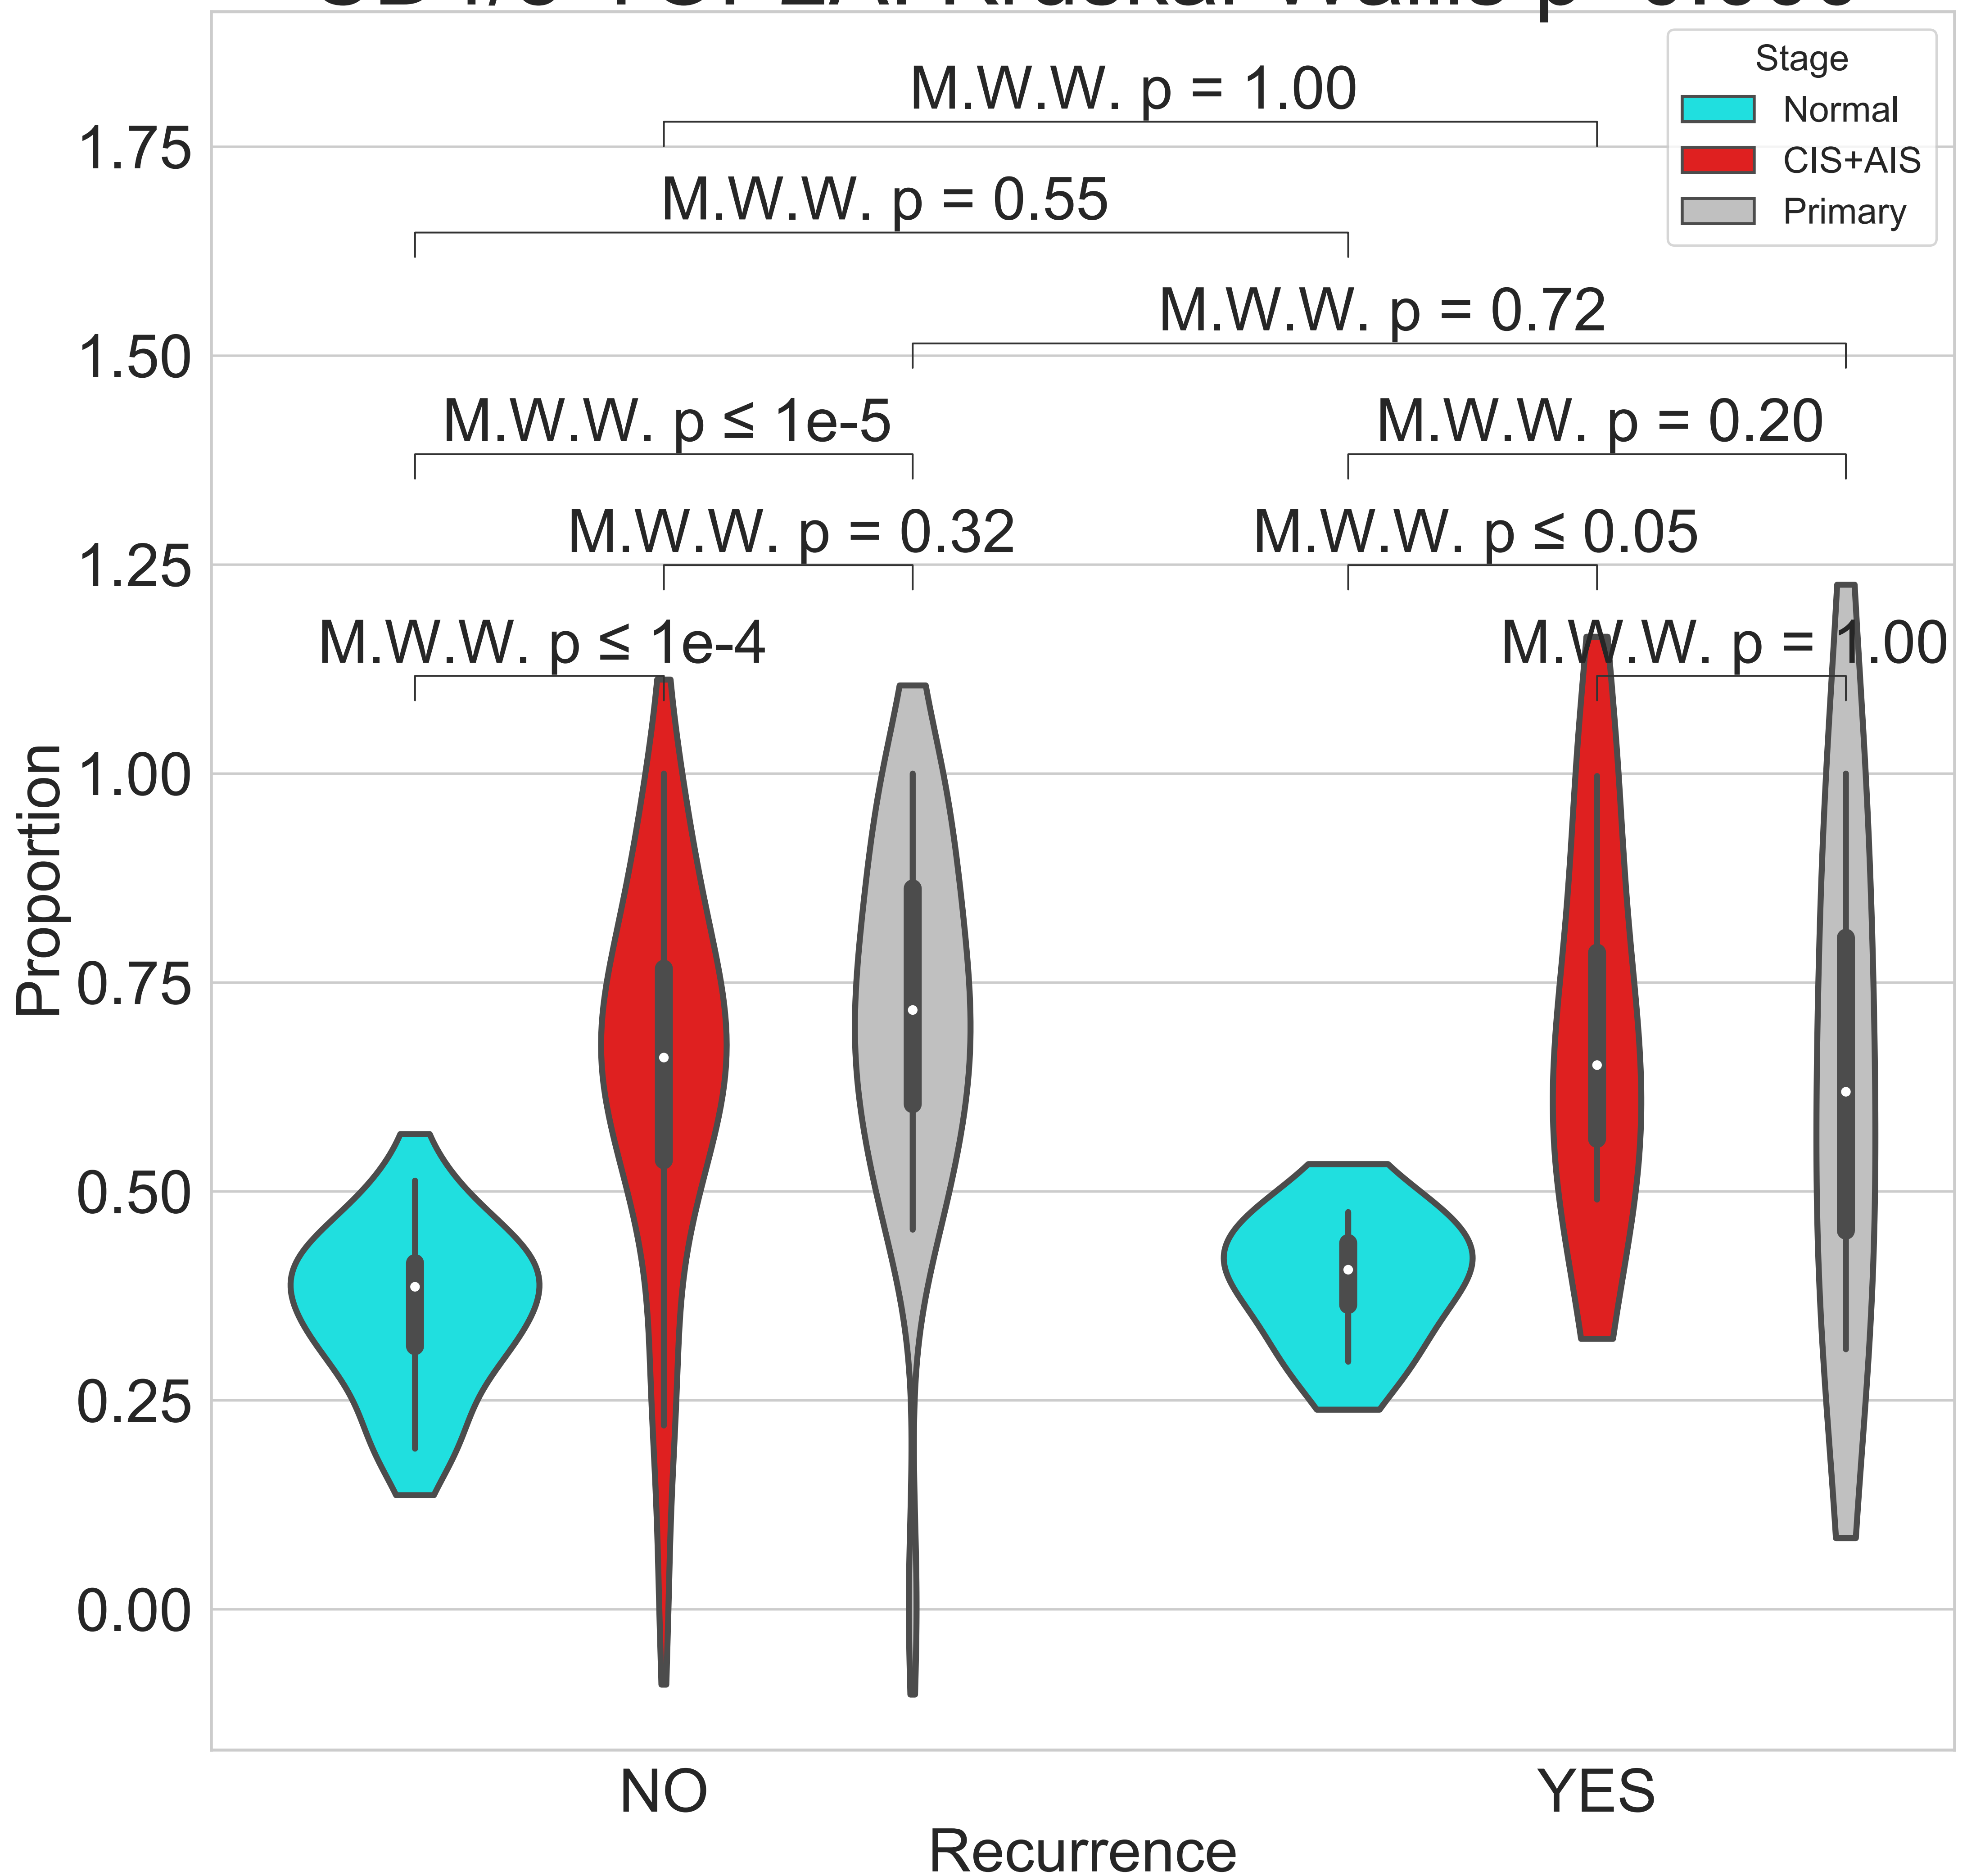 Stage
Normal
CIS+AIS
Primary
M.W.W. p = 1.00
M.W.W. p = 0.55
M.W.W. p = 0.72
M.W.W. p ≤ 1e-5
M.W.W. p = 0.20
M.W.W. p = 0.32
M.W.W. p ≤ 0.05
M.W.W. p ≤ 1e-4
M.W.W. p = 1.00
1.75
1.50
1.25
1.00
0.75
0.50
0.25
0.00
Proportion
NO
YES
Recurrence